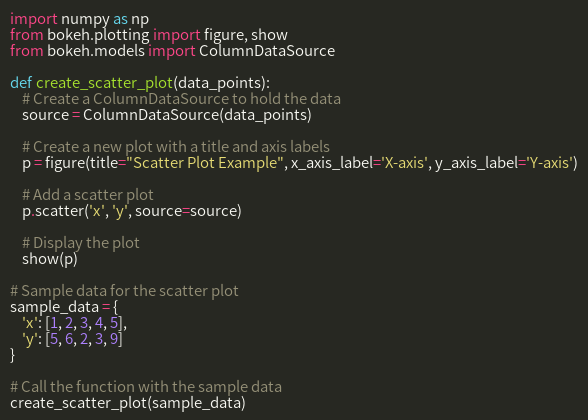 import numpy as np
from bokeh.plotting import figure, show
from bokeh.models import ColumnDataSource

def create_scatter_plot(data_points):
    # Create a ColumnDataSource to hold the data
    source = ColumnDataSource(data_points)

    # Create a new plot with a title and axis labels
    p = figure(title="Scatter Plot Example", x_axis_label='X-axis', y_axis_label='Y-axis')

    # Add a scatter plot
    p.scatter('x', 'y', source=source)

    # Display the plot
    show(p)

# Sample data for the scatter plot
sample_data = {
    'x': [1, 2, 3, 4, 5],
    'y': [5, 6, 2, 3, 9]
}

# Call the function with the sample data
create_scatter_plot(sample_data)